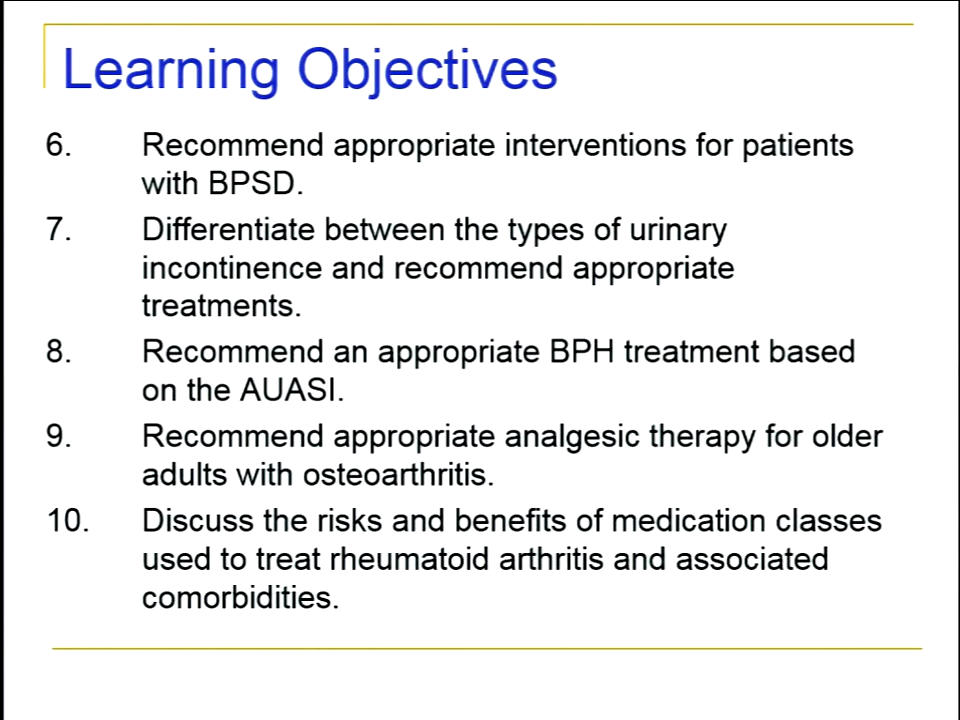 Learning Objectives
6. Recommend appropriate interventions for patients
with BPSD.
7. Differentiate between the types of urinary
incontinence and recommend appropriate
treatments.
8. Recommend an appropriate BPH treatment based
on the AUASI.
9. Recommend appropriate analgesic therapy for older
adults with osteoarthritis.
10. Discuss the risks and benefits of medication classes
used to treat rheumatoid arthritis and associated
comorbidities.